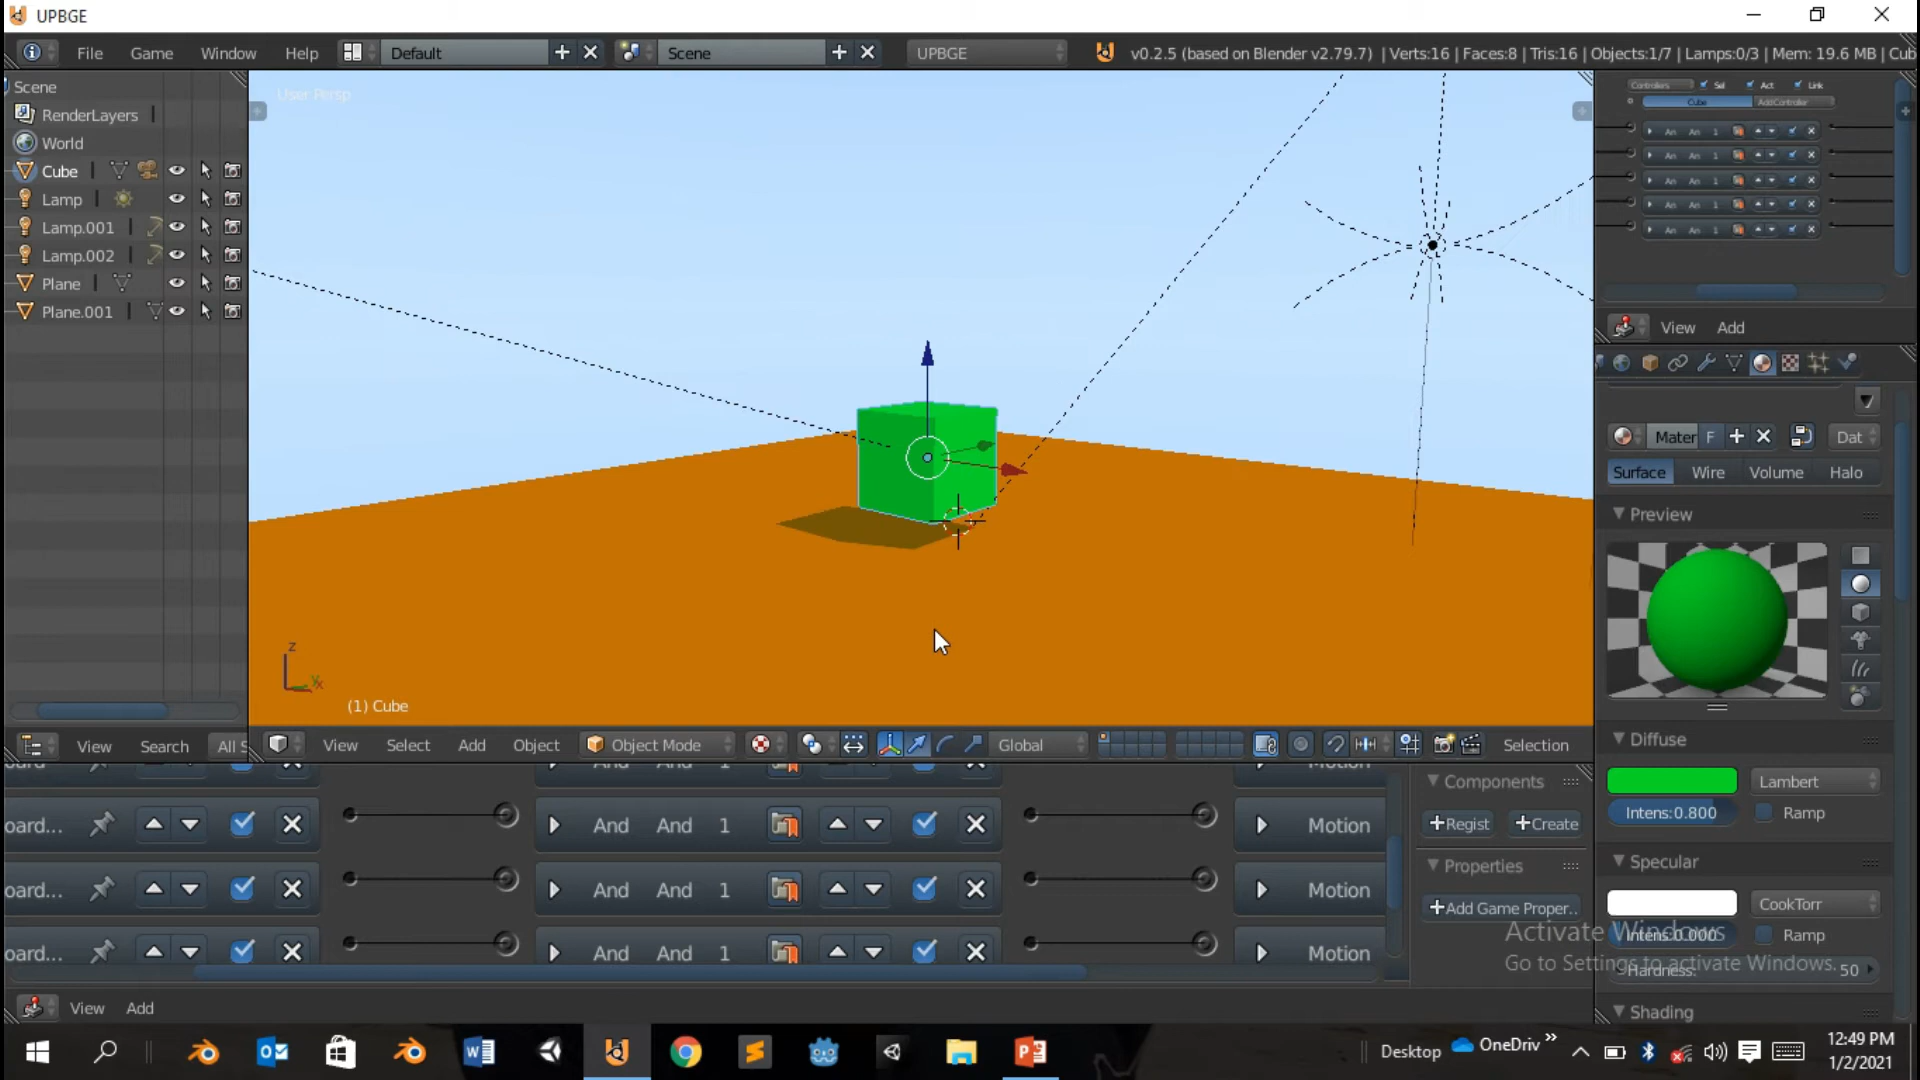 UPBGE
File Game Window Help Default Scene UPBGE v0.2.5 (based on Blender v2.79.7) | Verts:16 | Faces:8 | Tris:16 | Objects:1/7 | Lamps:0/3 | Mem: 19.6 MB | Cub
Scene
RenderLayers
World
Cube
Lamp
Lamp.001
Lamp.002
Plane
Plane.001
View Search All S
User Persp
z
(1) Cube
View Select Add Object Object Mode Global Selection
Controllers Sel Act Link
Cube Add Controller
An An 1
An An 1
An An 1
An An 1
An An 1
View Add
Mater F Dat
Surface Wire Volume Halo
Preview
Diffuse
Lambert
Intens:0.800 Ramp
Specular
CookTorr
Intens:0.000 Ramp
Hardness: 50
Shading
oard... And And 1 Motion
oard... And And 1 Motion
oard... And And 1 Motion
Components
Regist Create
Properties
Add Game Proper..
View Add
Activate Windows
Go to Settings to activate Windows.
Desktop OneDriv
12:49 PM
1/2/2021